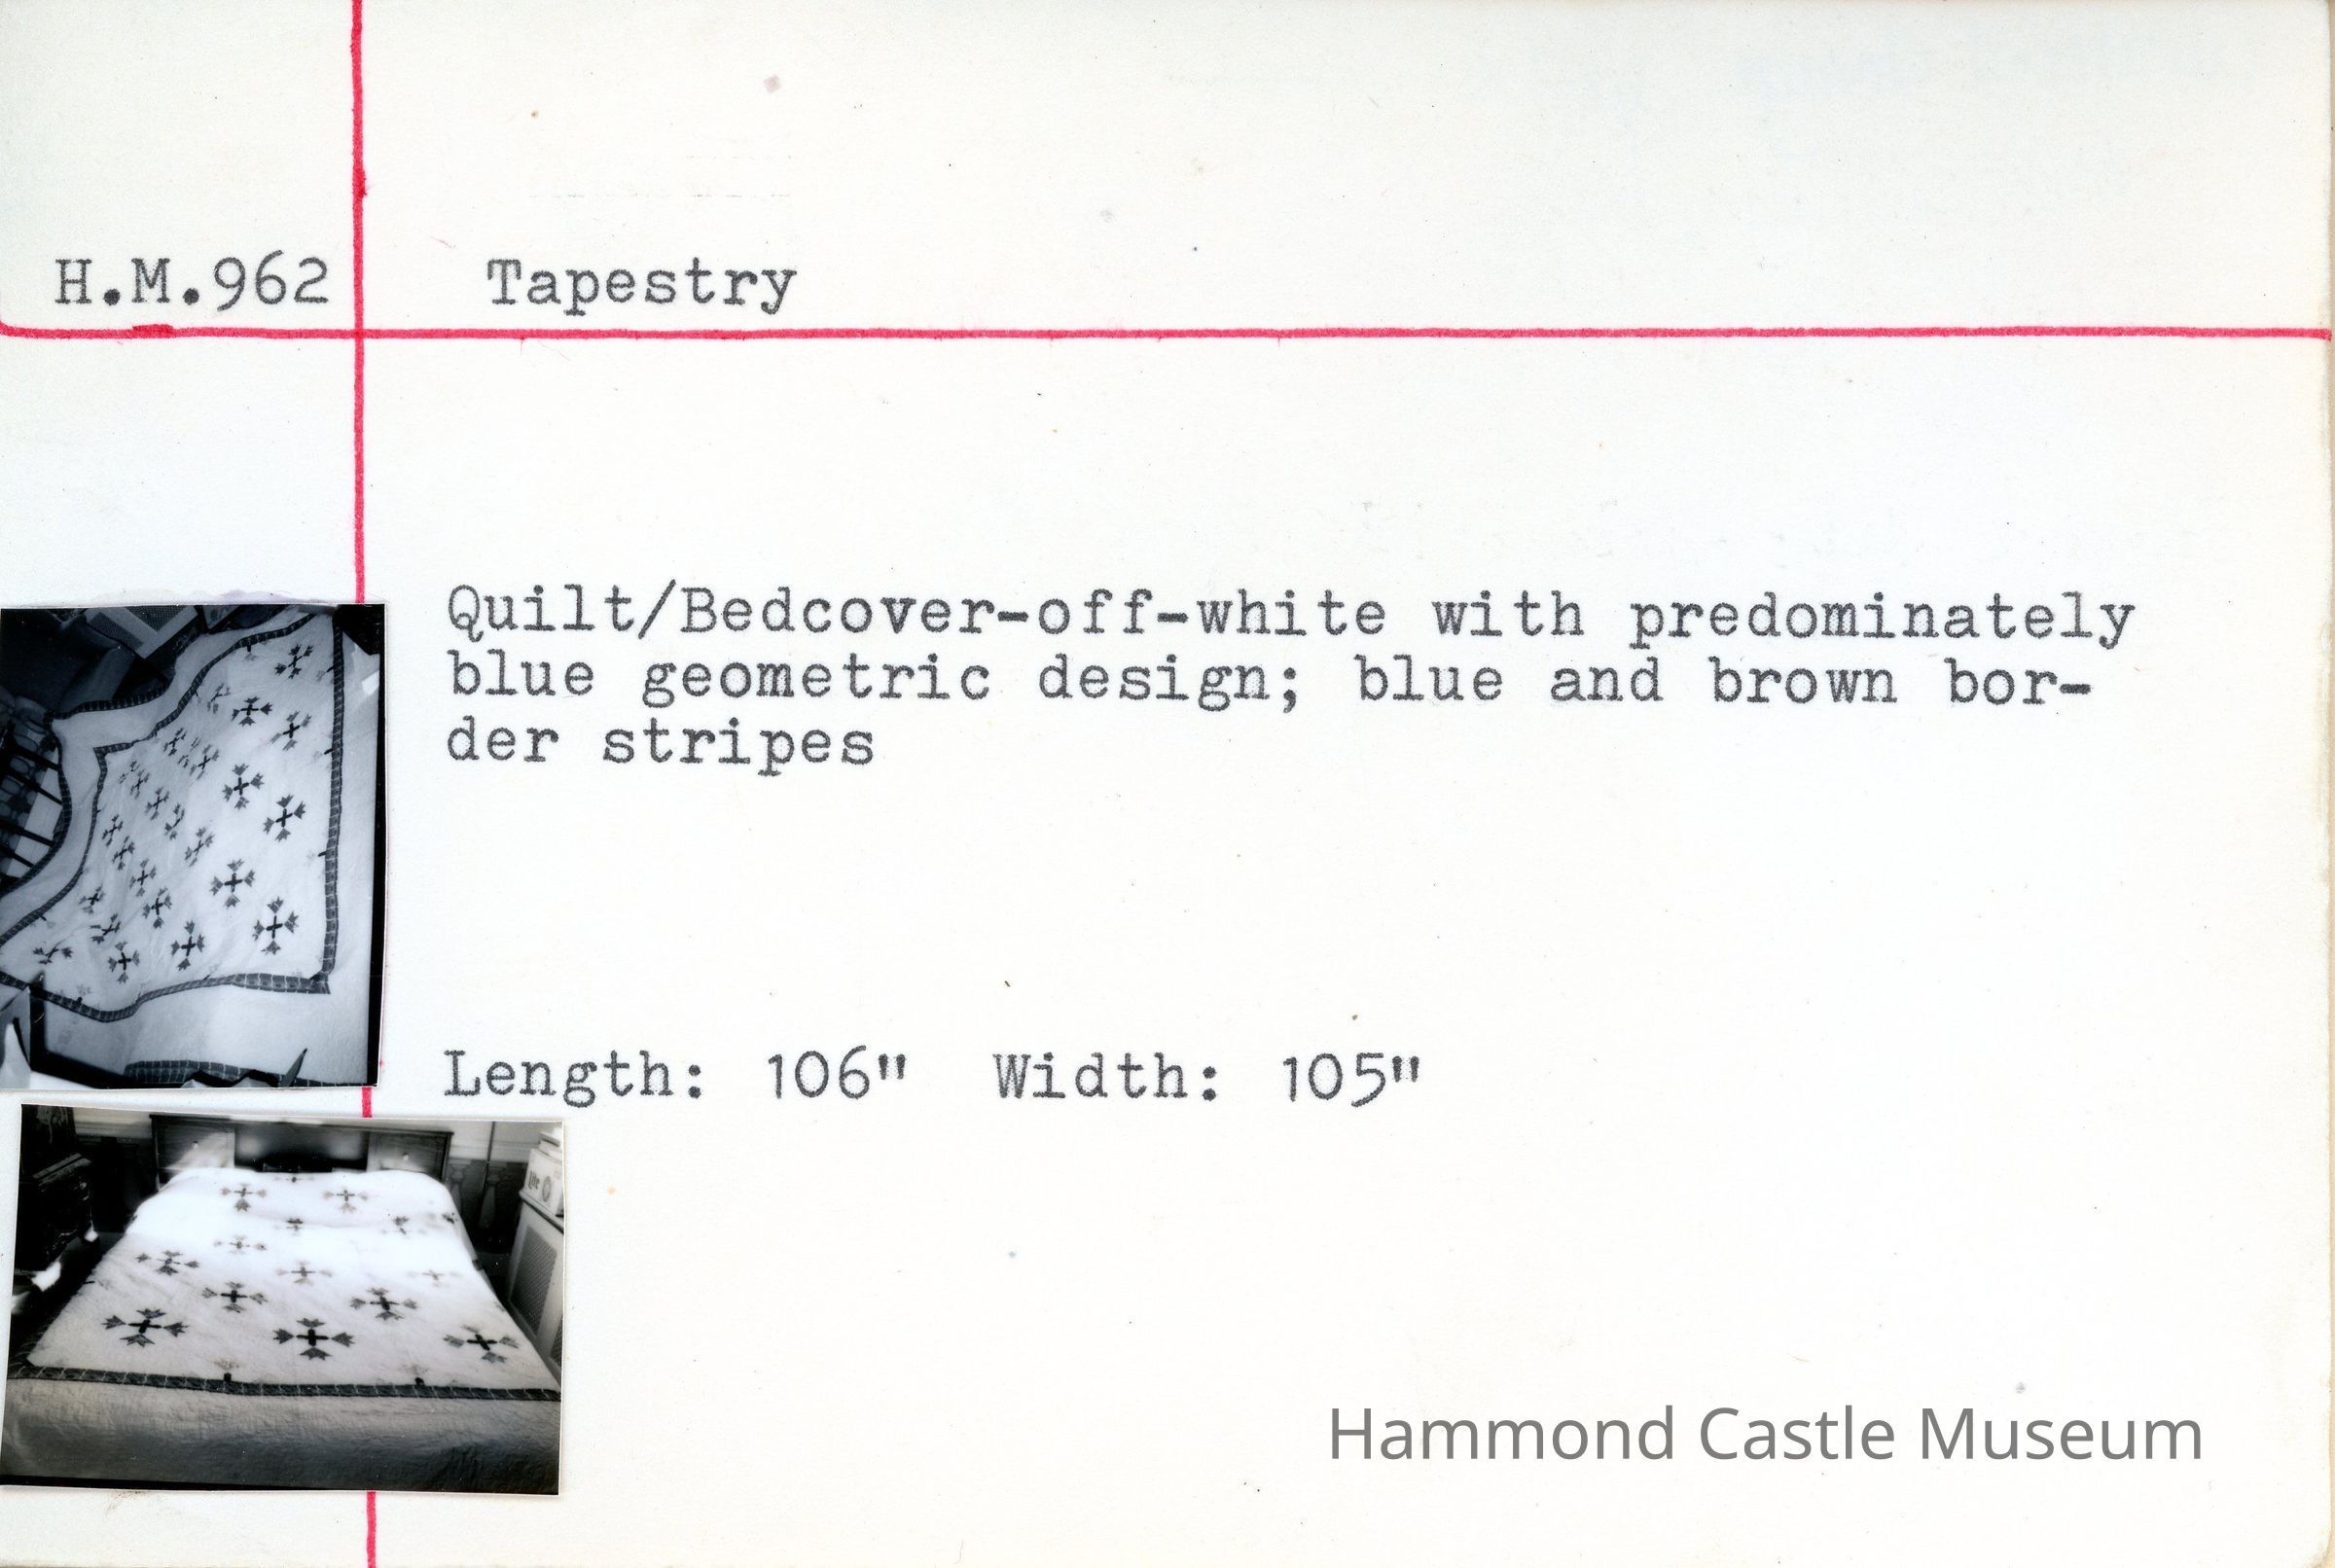 H.M.962 Tapestry
Quilt/Bedcover-off-white with predominately
blue geometric design; blue and brown bor-
der stripes
Length: 106" Width: 105"
Hammond Castle Museum